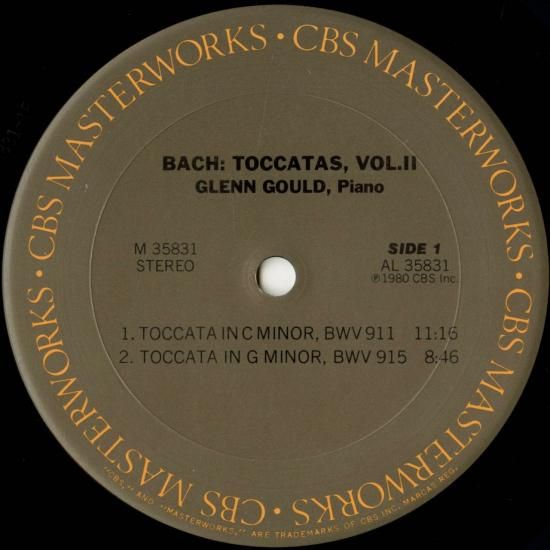 CBS MASTERWORKS • CBS MASTERWORKS • CBS MASTERWORKS • CBS MASTERWORKS •
BACH: TOCCATAS, VOL.II
GLENN GOULD, Piano
M 35831
STEREO
SIDE 1
AL 35831
℗1980 CBS Inc.
1. TOCCATA IN C MINOR, BWV 911 11:16
2. TOCCATA IN G MINOR, BWV 915 8:46
"CBS," AND "MASTERWORKS," ARE TRADEMARKS OF CBS INC. MARCAS REG.